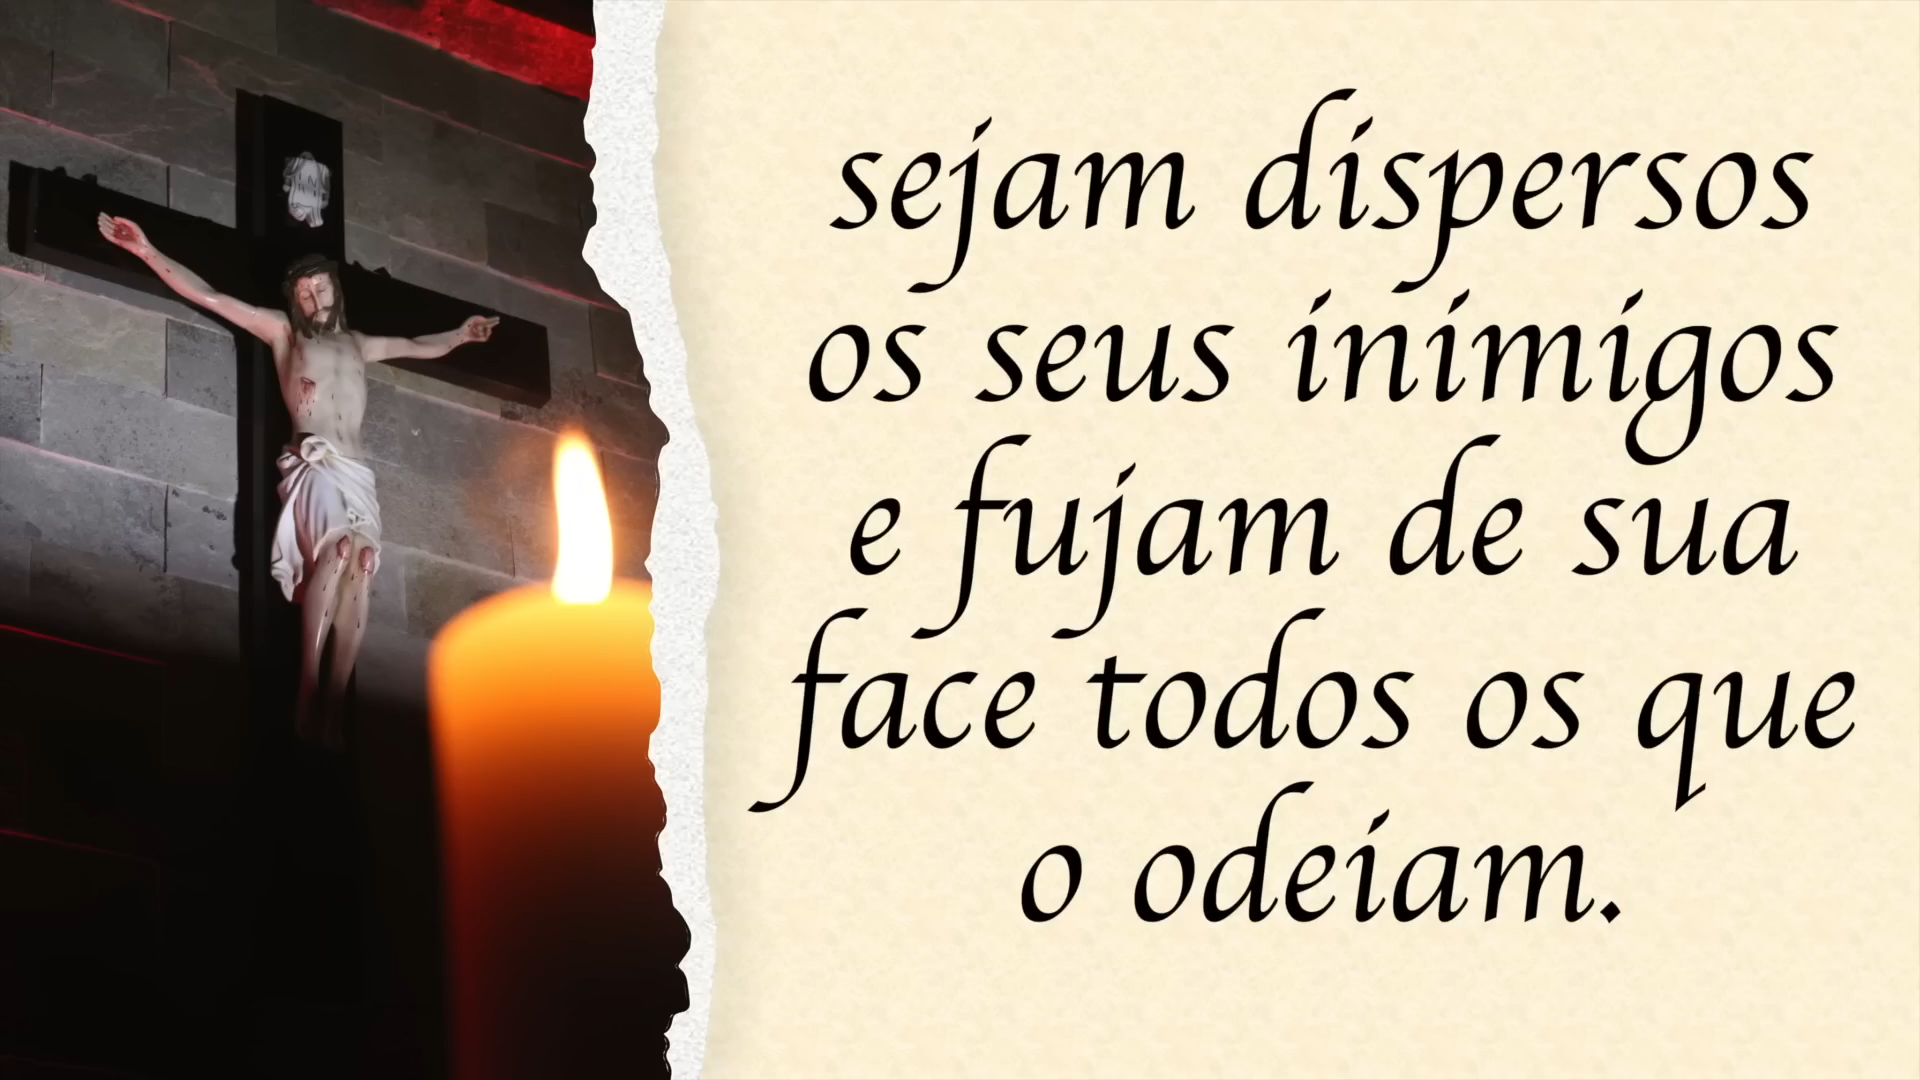 sejam dispersos
os seus inimigos
e fujam de sua
face todos os que
o odeiam.